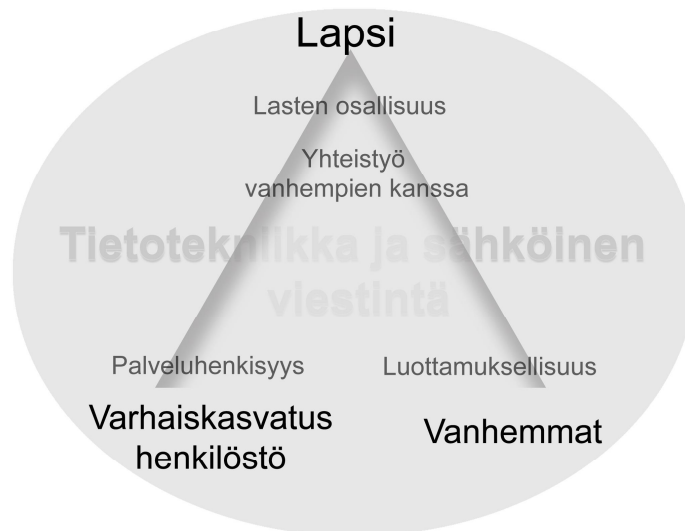 Lapsi
Lasten osallisuus
Yhteistyö
vanhempien kanssa
Tietotekniikka ja sähköinen
viestintä
Palveluhenkisyys
Luottamuksellisuus
Varhaiskasvatus
henkilöstö
Vanhemmat